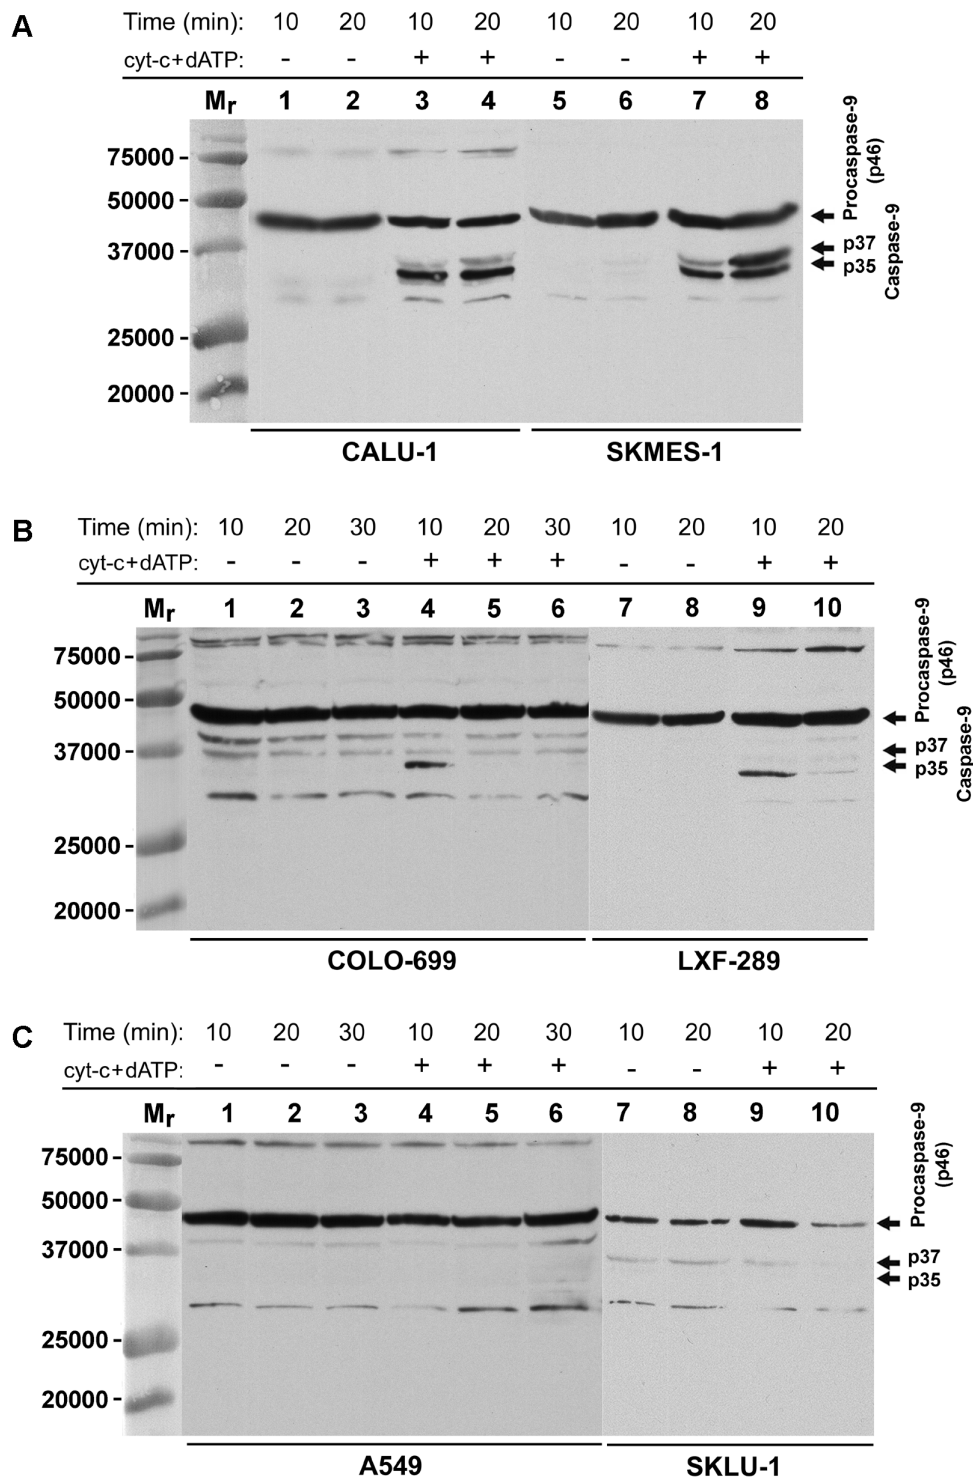 A
Time (min): 10 20 10 20 10 20 10 20
cyt-c+dATP: - - + + - - + +
Mr 1 2 3 4 5 6 7 8
75000
50000
37000
25000
20000
Procaspase-9
(p46)
p37
p35
Caspase-9
CALU-1 SKMES-1
B
Time (min): 10 20 30 10 20 30 10 20 10 20
cyt-c+dATP: - - - + + + - - + +
Mr 1 2 3 4 5 6 7 8 9 10
75000
50000
37000
25000
20000
Procaspase-9
(p46)
p37
p35
Caspase-9
COLO-699 LXF-289
C
Time (min): 10 20 30 10 20 30 10 20 10 20
cyt-c+dATP: - - - + + + - - + +
Mr 1 2 3 4 5 6 7 8 9 10
75000
50000
37000
25000
20000
Procaspase-9
(p46)
p37
p35
A549 SKLU-1